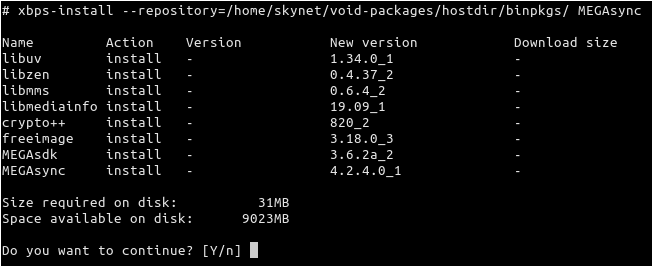 # xbps-install --repository=/home/skynet/void-packages/hostdir/binpkgs/ MEGAsync
Name Action Version New version Download size
libuv install - 1.34.0_1 -
libzen install - 0.4.37_2 -
libmms install - 0.6.4_2 -
libmediainfo install - 19.09_1 -
crypto++ install - 820_2 -
freeimage install - 3.18.0_3 -
MEGAsdk install - 3.6.2a_2 -
MEGAsync install - 4.2.4.0_1 -
Size required on disk: 31MB
Space available on disk: 9023MB
Do you want to continue? [Y/n]